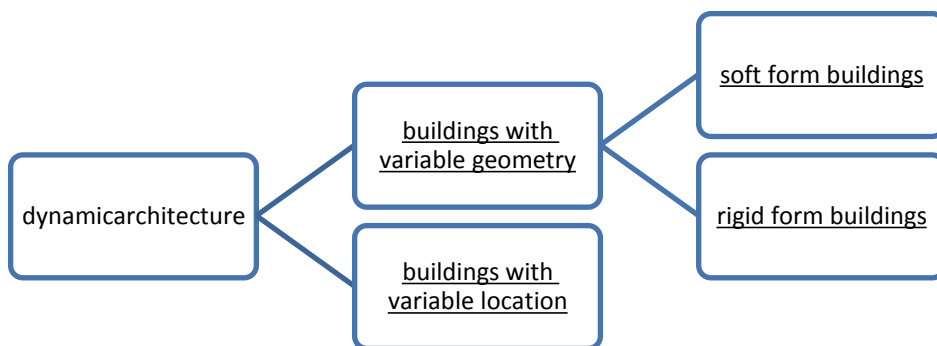 dynamicarchitecture
buildings with
variable geometry
buildings with
variable location
soft form buildings
rigid form buildings